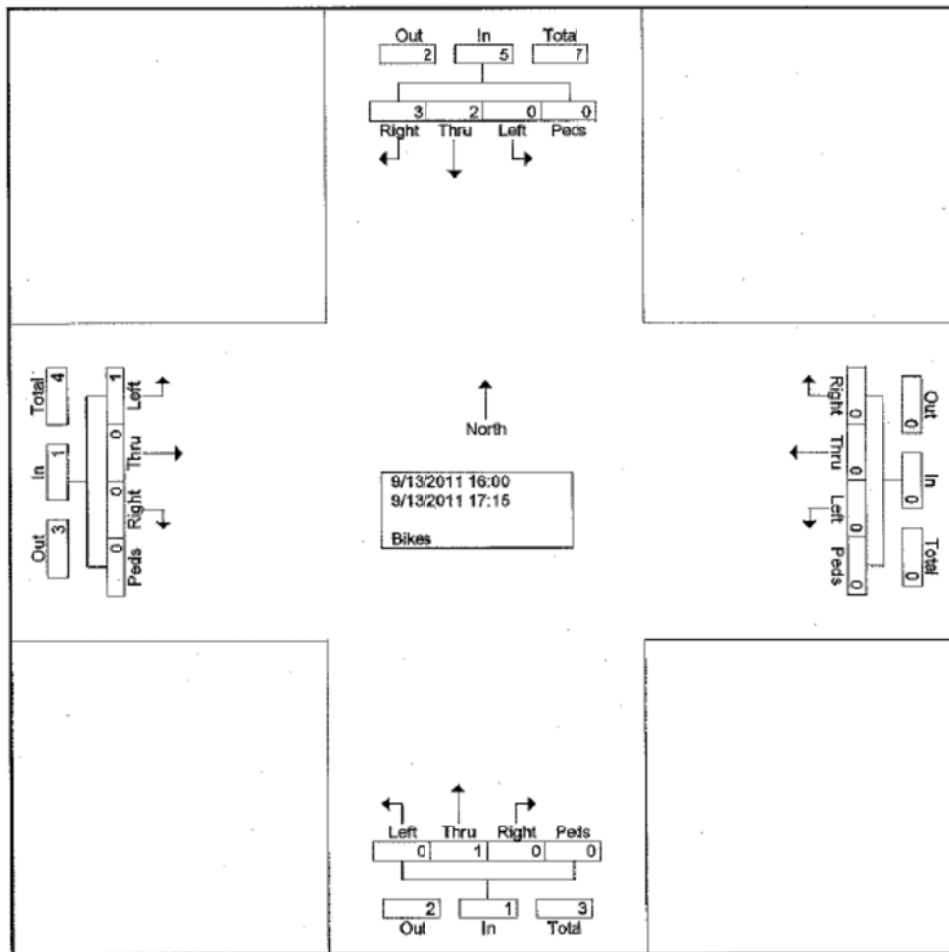 Out In Total
2 5 7
3 2 0 0
Right Thru Left Peds
Total 4
In 1
Out 3
1 0 0 0
Left Thru Right Peds
North
9/13/2011 16:00
9/13/2011 17:15
Bikes
Right Thru Left Peds
0 0 0 0
Out 0
In 0
Total 0
Left Thru Right Peds
0 1 0 0
2 1 3
Out In Total